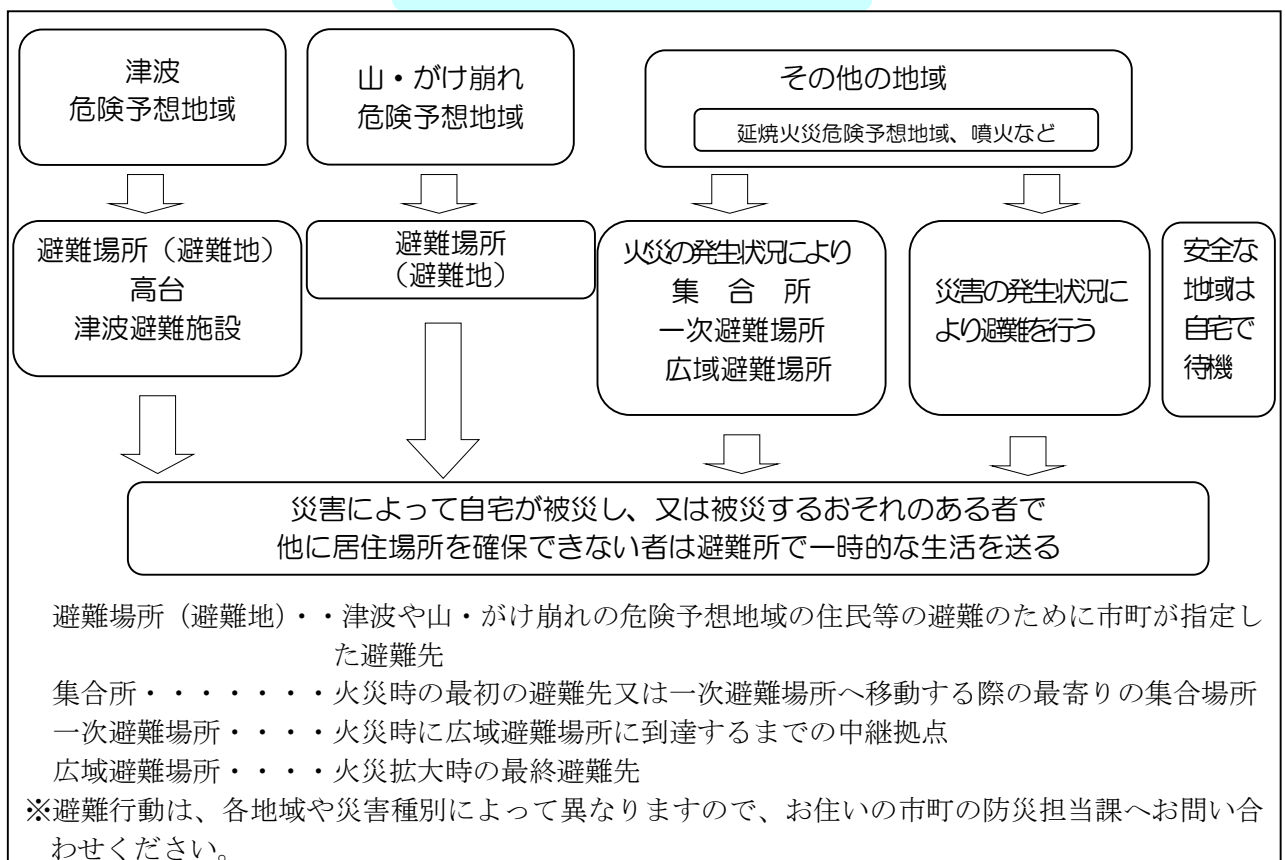 津波
危険予想地域
山・がけ崩れ
危険予想地域
その他の地域
延焼火災危険予想地域、噴火など
避難場所（避難地）
高台
津波避難施設
避難場所
（避難地）
火災の発生状況により
集　合　所
一次避難場所
広域避難場所
災害の発生状況に
より避難を行う
安全な
地域は
自宅で
待機
災害によって自宅が被災し、又は被災するおそれのある者で
他に居住場所を確保できない者は避難所で一時的な生活を送る
避難場所（避難地）・・津波や山・がけ崩れの危険予想地域の住民等の避難のために市町が指定し
た避難先
集合所・・・・・・・火災時の最初の避難先又は一次避難場所へ移動する際の最寄りの集合場所
一次避難場所・・・・火災時に広域避難場所に到達するまでの中継拠点
広域避難場所・・・・火災拡大時の最終避難先
※避難行動は、各地域や災害種別によって異なりますので、お住いの市町の防災担当課へお問い合
わせください。